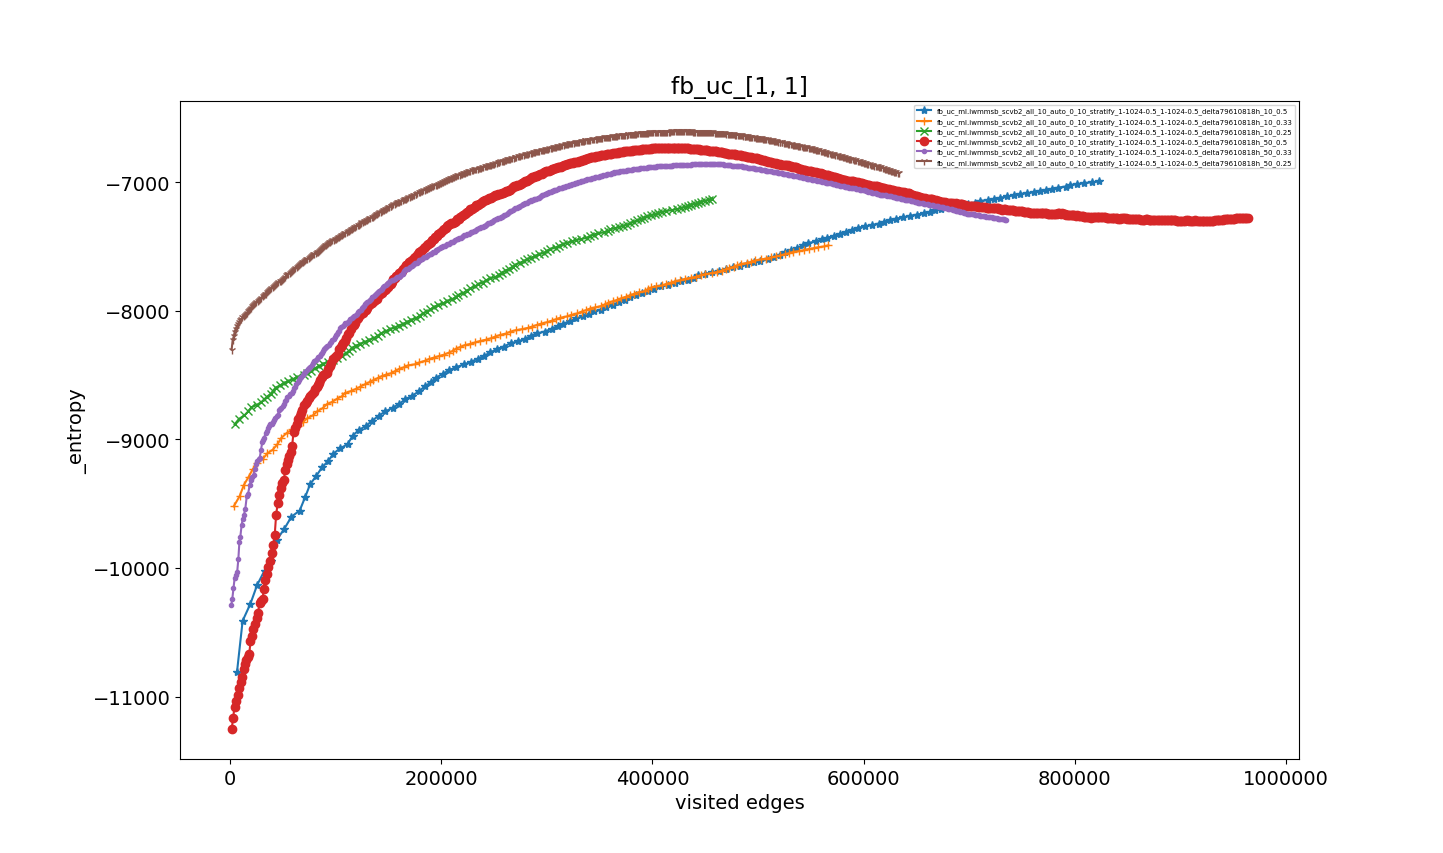 fb_uc_[1, 1]
fb_uc_ml.iwmmsb_scvb2_all_10_auto_0_10_stratify_1-1024-0.5_1-1024-0.5_delta79610818h_10_0.5
fb_uc_ml.iwmmsb_scvb2_all_10_auto_0_10_stratify_1-1024-0.5_1-1024-0.5_delta79610818h_10_0.33
fb_uc_ml.iwmmsb_scvb2_all_10_auto_0_10_stratify_1-1024-0.5_1-1024-0.5_delta79610818h_10_0.25
fb_uc_ml.iwmmsb_scvb2_all_10_auto_0_10_stratify_1-1024-0.5_1-1024-0.5_delta79610818h_50_0.5
fb_uc_ml.iwmmsb_scvb2_all_10_auto_0_10_stratify_1-1024-0.5_1-1024-0.5_delta79610818h_50_0.33
fb_uc_ml.iwmmsb_scvb2_all_10_auto_0_10_stratify_1-1024-0.5_1-1024-0.5_delta79610818h_50_0.25
−7000
−8000
−9000
−10000
−11000
_entropy
0 200000 400000 600000 800000 1000000
visited edges